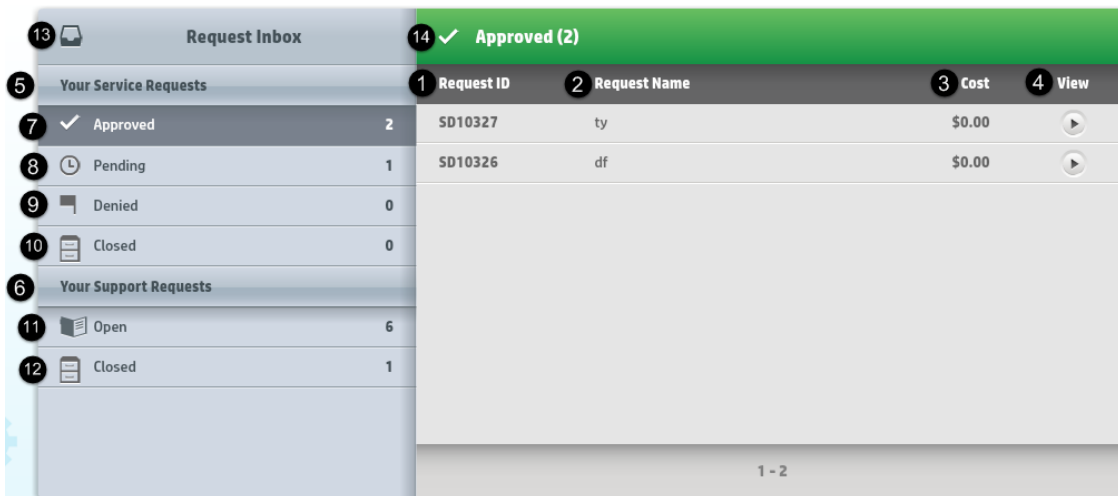 13 Request Inbox
14 Approved (2)
5 Your Service Requests
1 Request ID 2 Request Name 3 Cost 4 View
7 Approved 2
SD10327 ty $0.00
8 Pending 1
SD10326 df $0.00
9 Denied 0
10 Closed 0
6 Your Support Requests
11 Open 6
12 Closed 1
1 - 2